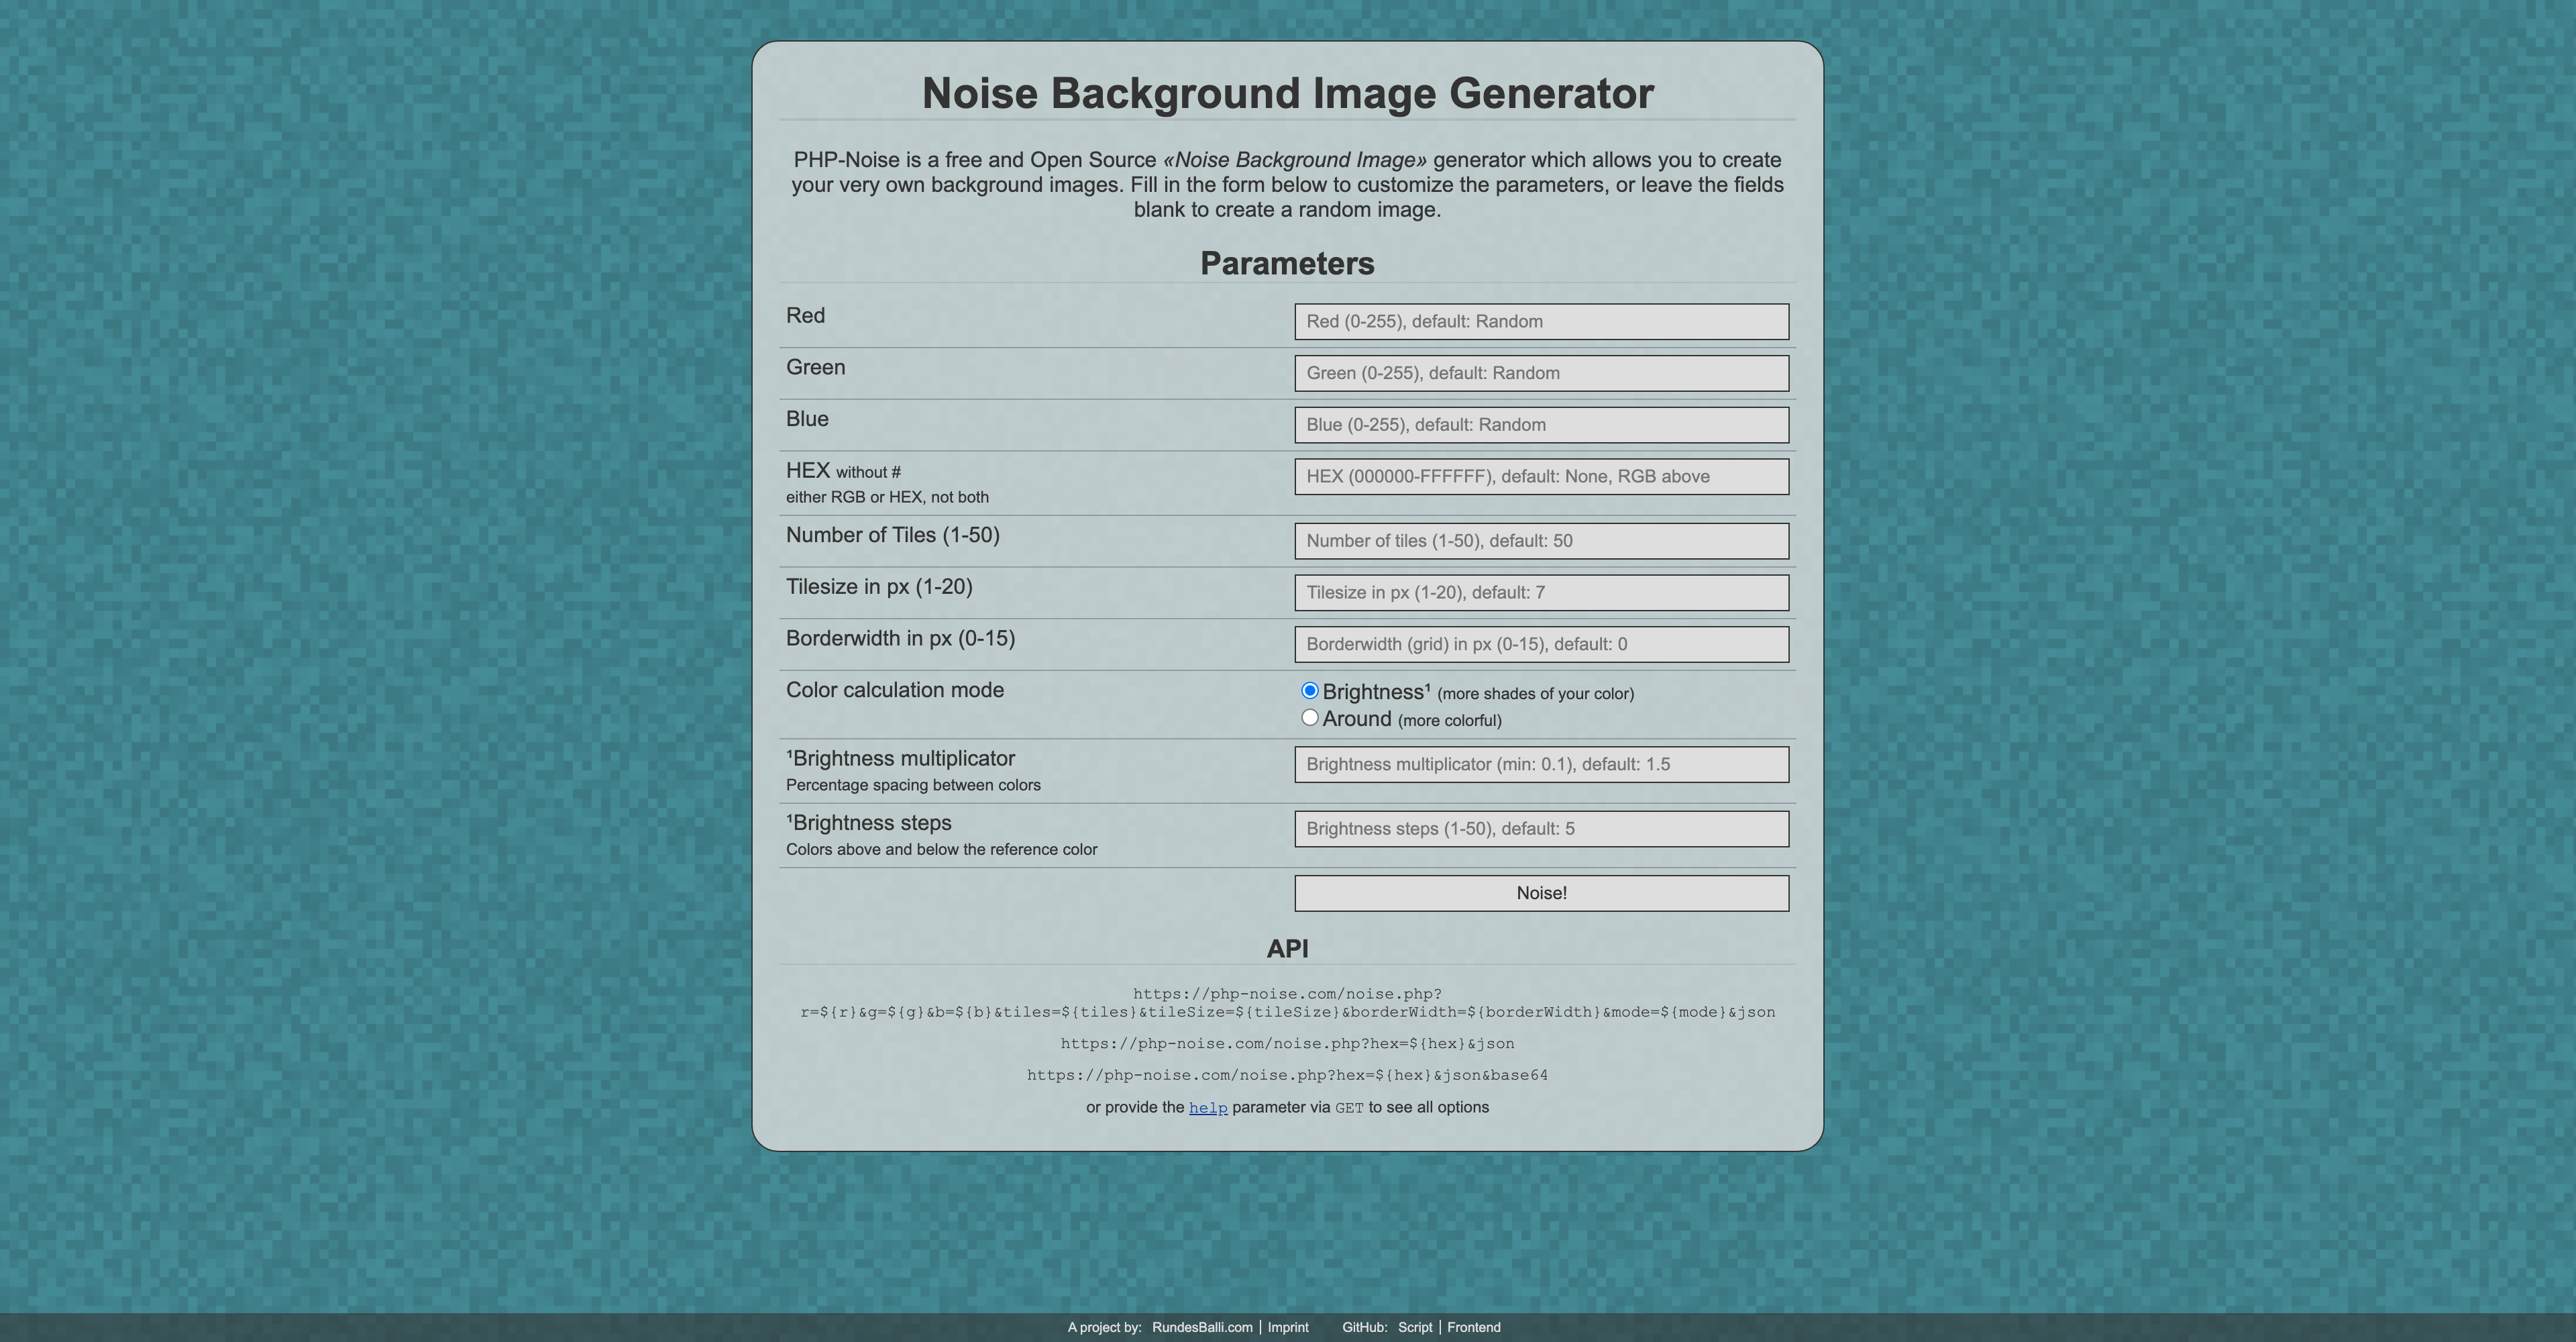 Noise Background Image Generator
PHP-Noise is a free and Open Source «Noise Background Image» generator which allows you to create
your very own background images. Fill in the form below to customize the parameters, or leave the fields
blank to create a random image.
Parameters
Red
Red (0-255), default: Random
Green
Green (0-255), default: Random
Blue
Blue (0-255), default: Random
HEX without #
either RGB or HEX, not both
HEX (000000-FFFFFF), default: None, RGB above
Number of Tiles (1-50)
Number of tiles (1-50), default: 50
Tilesize in px (1-20)
Tilesize in px (1-20), default: 7
Borderwidth in px (0-15)
Borderwidth (grid) in px (0-15), default: 0
Color calculation mode
Brightness¹ (more shades of your color)
Around (more colorful)
¹Brightness multiplicator
Percentage spacing between colors
Brightness multiplicator (min: 0.1), default: 1.5
¹Brightness steps
Colors above and below the reference color
Brightness steps (1-50), default: 5
Noise!
API
https://php-noise.com/noise.php?
r=${r}&g=${g}&b=${b}&tiles=${tiles}&tileSize=${tileSize}&borderWidth=${borderWidth}&mode=${mode}&json
https://php-noise.com/noise.php?hex=${hex}&json
https://php-noise.com/noise.php?hex=${hex}&json&base64
or provide the help parameter via GET to see all options
A project by: RundesBalli.com | Imprint GitHub: Script | Frontend